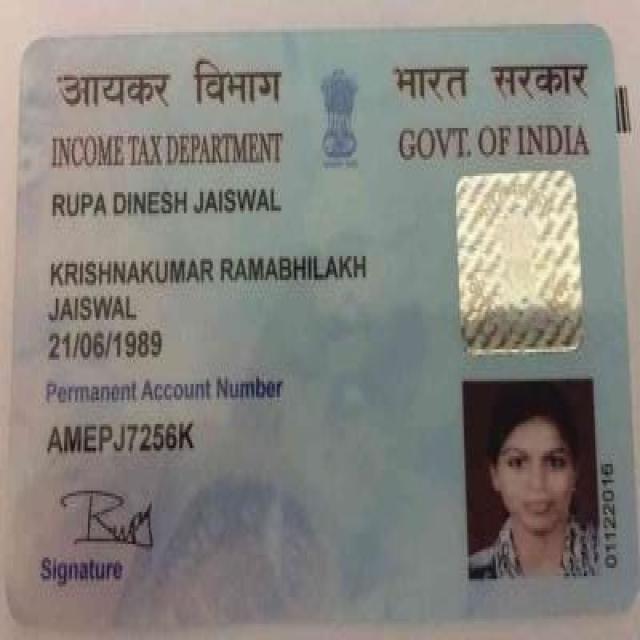 आयकर विभाग
भारत सरकार
INCOME TAX DEPARTMENT
GOVT. OF INDIA
RUPA DINESH JAISWAL
KRISHNAKUMAR RAMABHILAKH
JAISWAL
21/06/1989
Permanent Account Number
AMEPJ7256K
Rupy
Signature
01122016